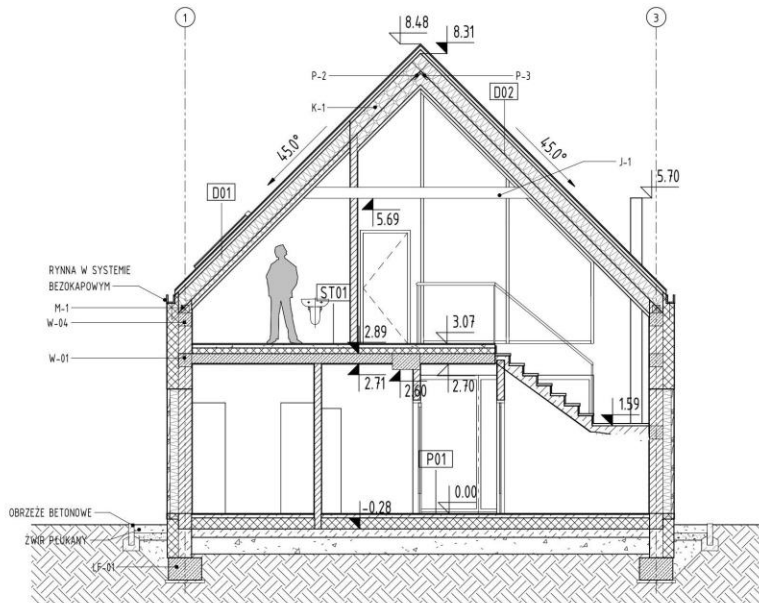 1
3
8.48
8.31
P-2
P-3
K-1
D02
45.0°
45.0°
J-1
5.70
D01
5.69
RYNNA W SYSTEMIE
BEZOKAPOWYM
M-1
ST01
W-04
2.89
3.07
W-01
2.71
2.60
2.70
1.59
P01
0.00
-0,28
OBRZEŻE BETONOWE
ŻWIR PŁUKANY
LF-01